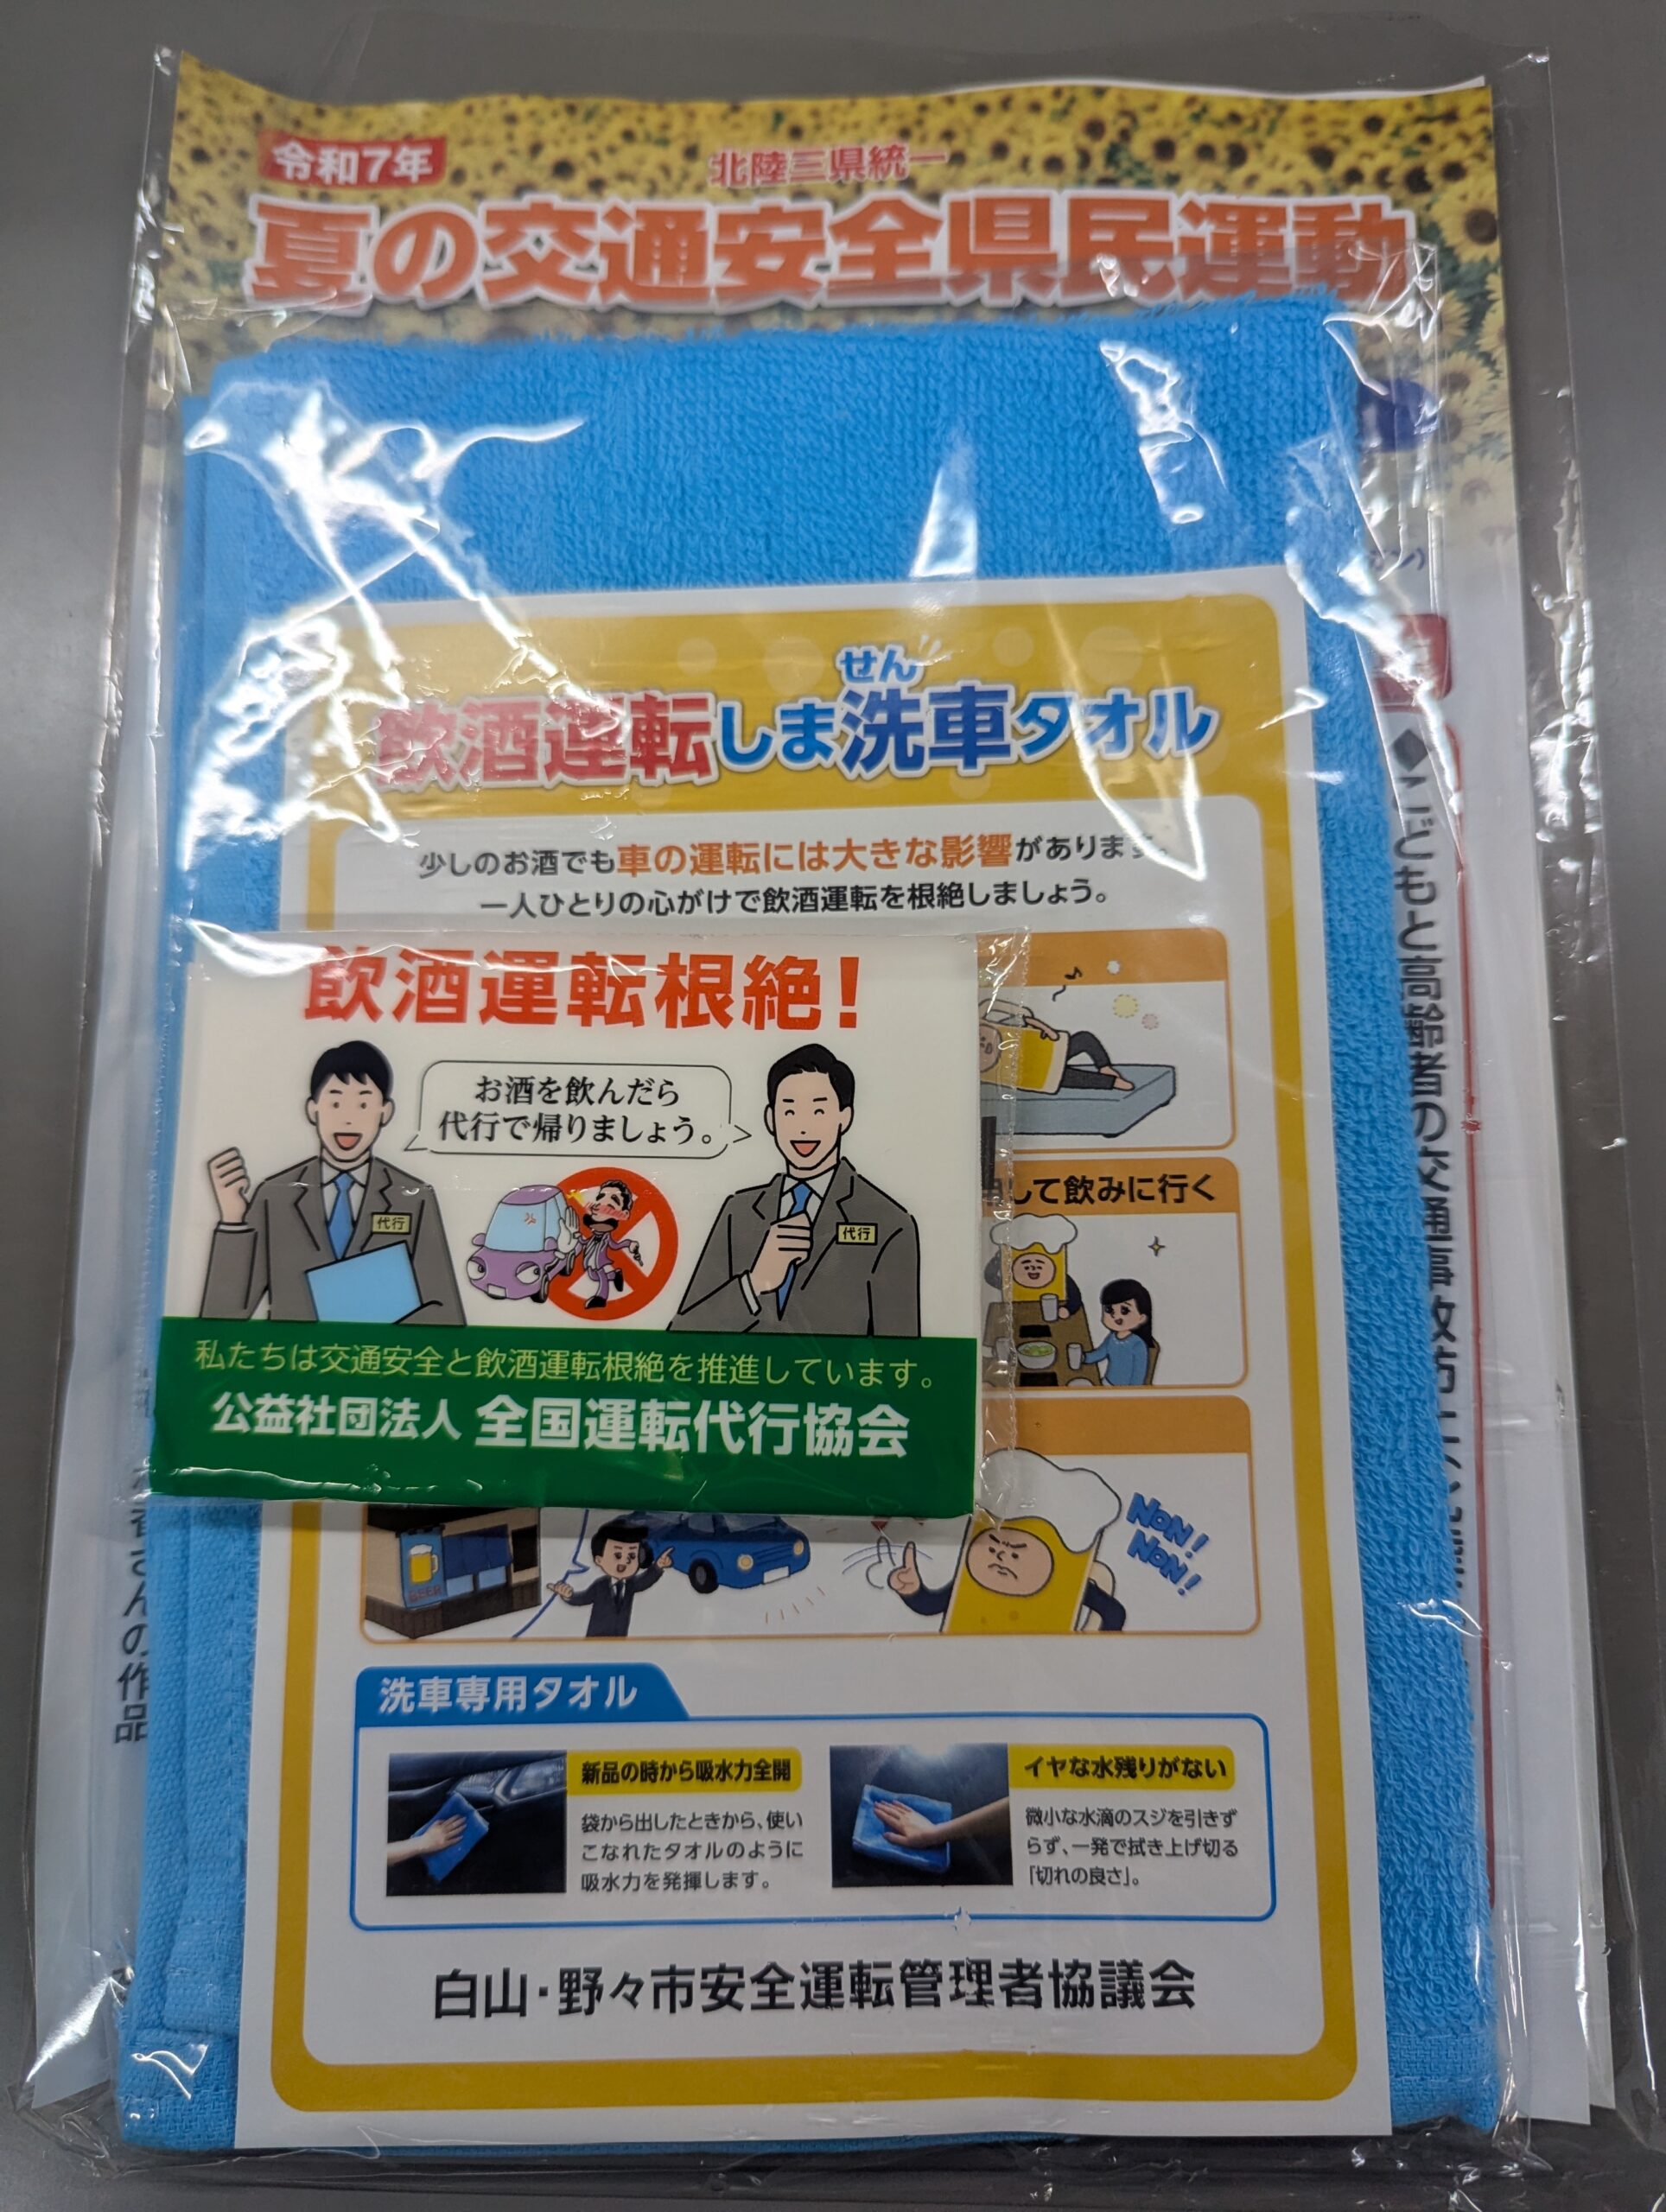 令和7年
北陸三県統一
夏の交通安全県民運動
せん
飲酒運転しま洗車タオル
少しのお酒でも車の運転には大きな影響があります。
一人ひとりの心がけで飲酒運転を根絶しましょう。
飲酒運転根絶！
お酒を飲んだら
代行で帰りましょう。
代行
代行
私たちは交通安全と飲酒運転根絶を推進しています。
公益社団法人 全国運転代行協会
して飲みに行く
BEER
NON!
NON!
洗車専用タオル
新品の時から吸水力全開
袋から出したときから、使い
こなれたタオルのように
吸水力を発揮します。
イヤな水残りがない
微小な水滴のスジを引きず
らず、一発で拭き上げ切る
「切れの良さ」。
白山・野々市安全運転管理者協議会
◆こどもと高齢者の交通事故防止
さんの作品